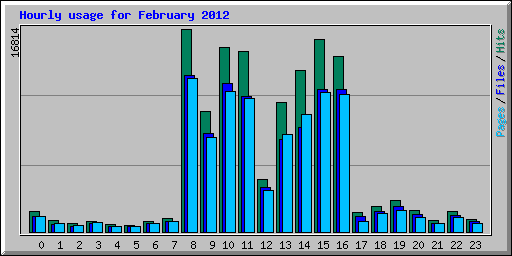 Hourly usage for February 2012
16814
Pages / Files / Hits
0 1 2 3 4 5 6 7 8 9 10 11 12 13 14 15 16 17 18 19 20 21 22 23